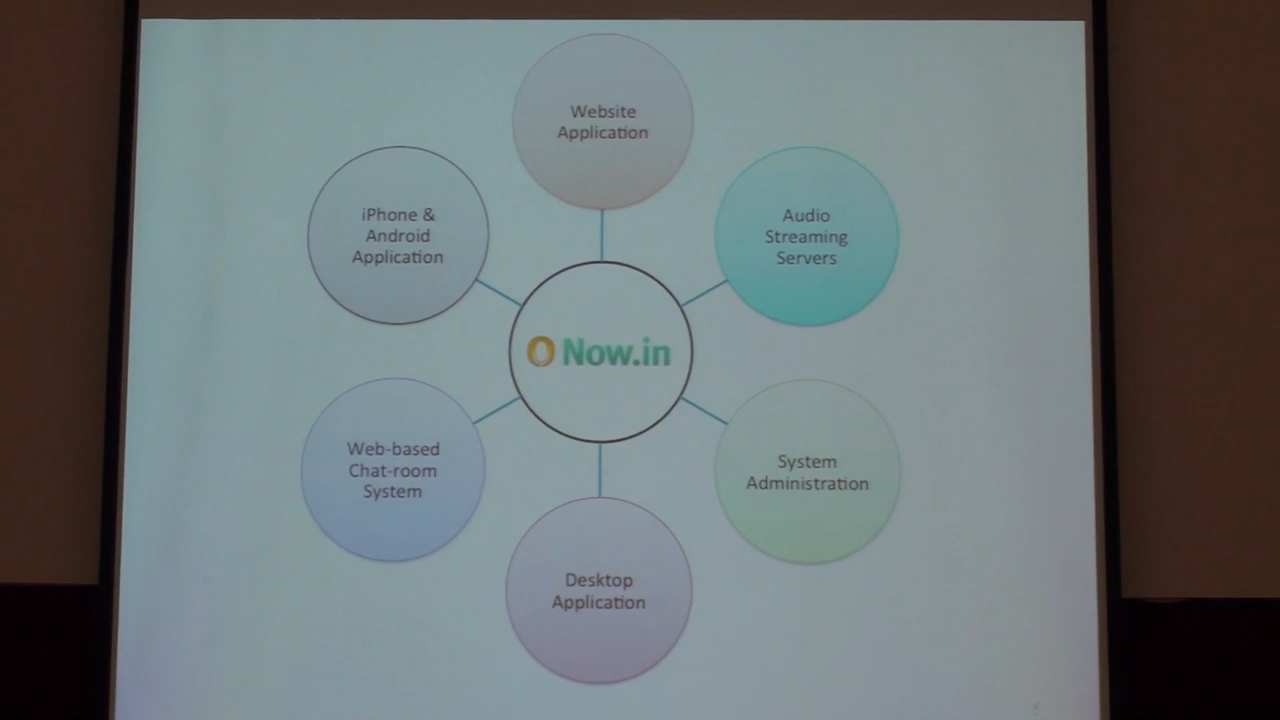 Website
Application
iPhone &
Android
Application
Audio
Streaming
Servers
Now.in
Web-based
Chat-room
System
System
Administration
Desktop
Application